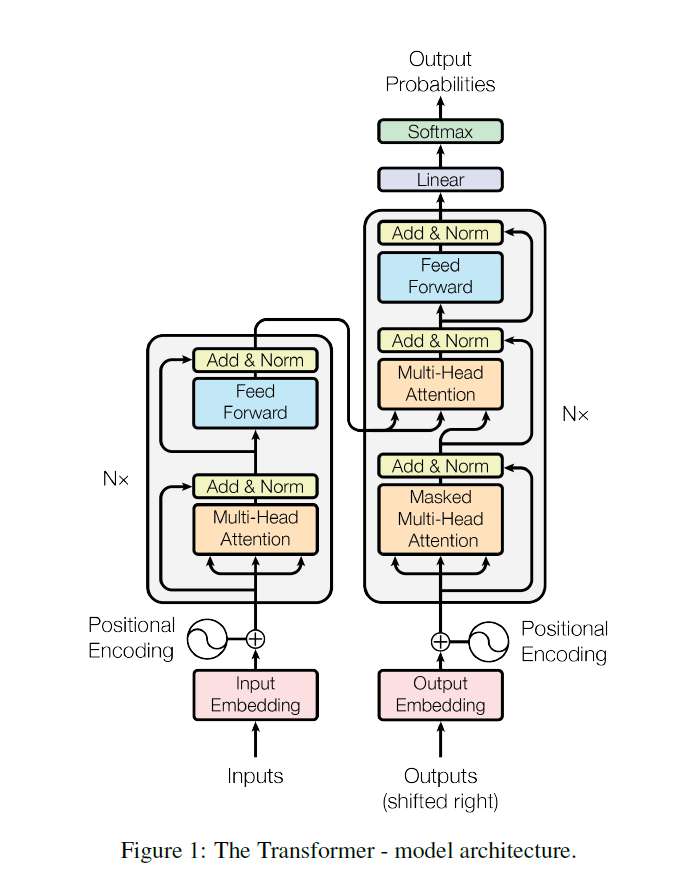 Output
Probabilities
Softmax
Linear
Add & Norm
Feed
Forward
Add & Norm
Multi-Head
Attention
Add & Norm
Masked
Multi-Head
Attention
N×
Positional
Encoding
Output
Embedding
Outputs
(shifted right)
Add & Norm
Feed
Forward
Add & Norm
Multi-Head
Attention
N×
Positional
Encoding
Input
Embedding
Inputs
Figure 1: The Transformer - model architecture.